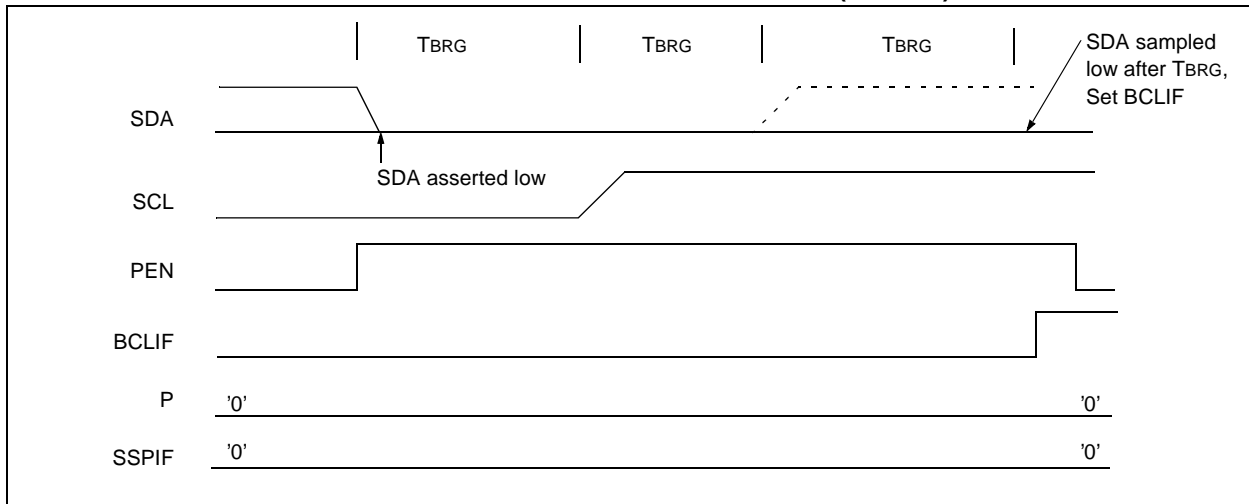 TBRG TBRG TBRG
SDA sampled
low after TBRG,
Set BCLIF
SDA
SDA asserted low
SCL
PEN
BCLIF
P '0' '0'
SSPIF '0' '0'